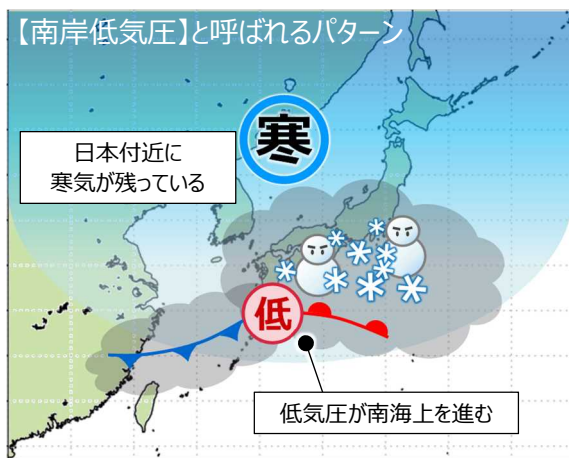 【南岸低気圧】と呼ばれるパターン
寒
日本付近に
寒気が残っている
低
低気圧が南海上を進む